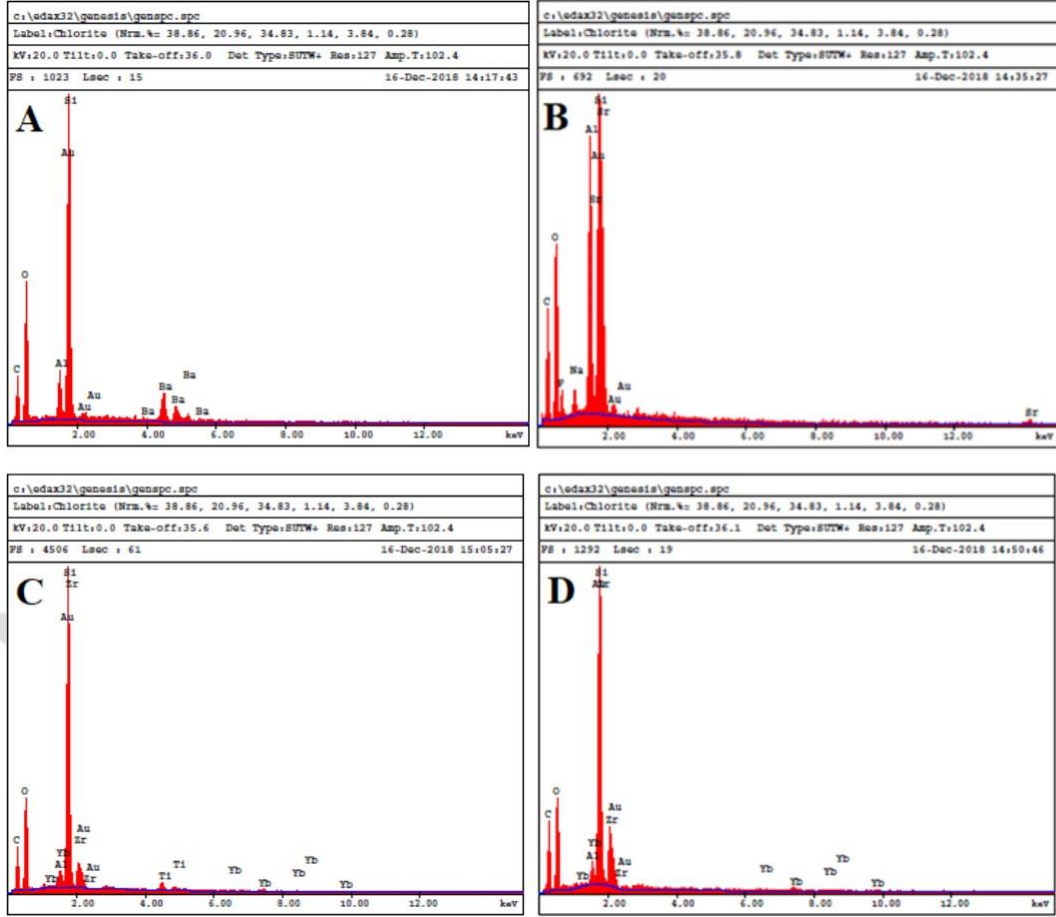 c:\edax32\genesis\genspc.spc
Label:Chlorite (Nrm.%= 38.86, 20.96, 34.83, 1.14, 3.84, 0.28)
kV:20.0 Tilt:0.0 Take-off:36.0 Det Type:SUTW+ Res:127 Amp.T:102.4
FS : 1023 Lsec : 15 16-Dec-2018 14:17:43
A
Si
Au
O
C
Al
Au
Au
Ba
Ba
Ba
Ba
Ba
2.00 4.00 6.00 8.00 10.00 12.00 keV
c:\edax32\genesis\genspc.spc
Label:Chlorite (Nrm.%= 38.86, 20.96, 34.83, 1.14, 3.84, 0.28)
kV:20.0 Tilt:0.0 Take-off:35.8 Det Type:SUTW+ Res:127 Amp.T:102.4
FS : 692 Lsec : 20 16-Dec-2018 14:35:27
B
Si
Sr
Al
Au
Sr
O
C
F
Na
Au
Au
Sr
2.00 4.00 6.00 8.00 10.00 12.00 keV
c:\edax32\genesis\genspc.spc
Label:Chlorite (Nrm.%= 38.86, 20.96, 34.83, 1.14, 3.84, 0.28)
kV:20.0 Tilt:0.0 Take-off:35.6 Det Type:SUTW+ Res:127 Amp.T:102.4
FS : 4506 Lsec : 61 16-Dec-2018 15:05:27
C
Si
Zr
Au
O
C
Yb
Al
Yb
Au
Zr
Au
Zr
Ti
Ti
Yb
Yb
Yb
Yb
Yb
2.00 4.00 6.00 8.00 10.00 12.00 keV
c:\edax32\genesis\genspc.spc
Label:Chlorite (Nrm.%= 38.86, 20.96, 34.83, 1.14, 3.84, 0.28)
kV:20.0 Tilt:0.0 Take-off:36.1 Det Type:SUTW+ Res:127 Amp.T:102.4
FS : 1292 Lsec : 19 16-Dec-2018 14:50:46
D
Si
O
C
Yb
Al
Yb
Au
Zr
Au
Zr
Yb
Yb
Yb
Yb
Yb
2.00 4.00 6.00 8.00 10.00 12.00 keV